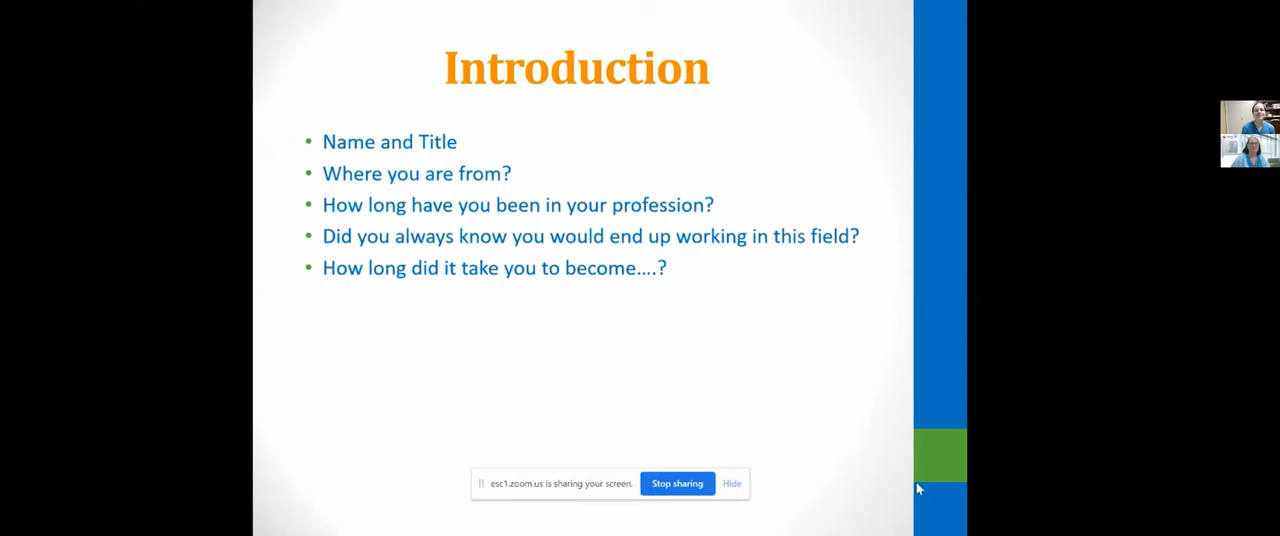 Introduction
• Name and Title
• Where you are from?
• How long have you been in your profession?
• Did you always know you would end up working in this field?
• How long did it take you to become....?
esc1.zoom.us is sharing your screen. Stop sharing Hide